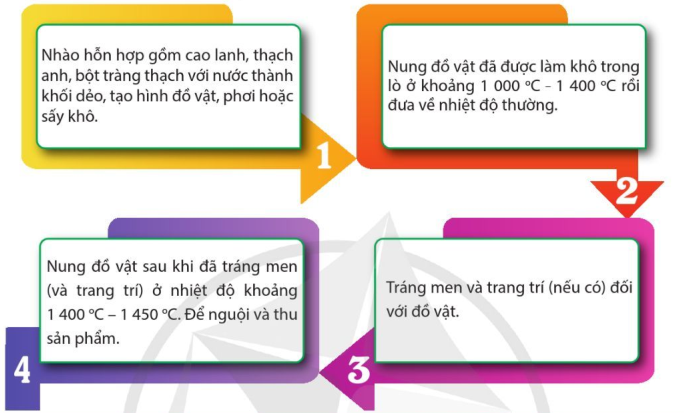 Nhào hỗn hợp gồm cao lanh, thạch
anh, bột tràng thạch với nước thành
khối dẻo, tạo hình đồ vật, phơi hoặc
sấy khô.
1
Nung đồ vật đã được làm khô trong
lò ở khoảng 1 000 °C - 1 400 °C rồi
đưa về nhiệt độ thường.
2
Tráng men và trang trí (nếu có) đối
với đồ vật.
3
Nung đồ vật sau khi đã tráng men
(và trang trí) ở nhiệt độ khoảng
1 400 °C – 1 450 °C. Để nguội và thu
sản phẩm.
4